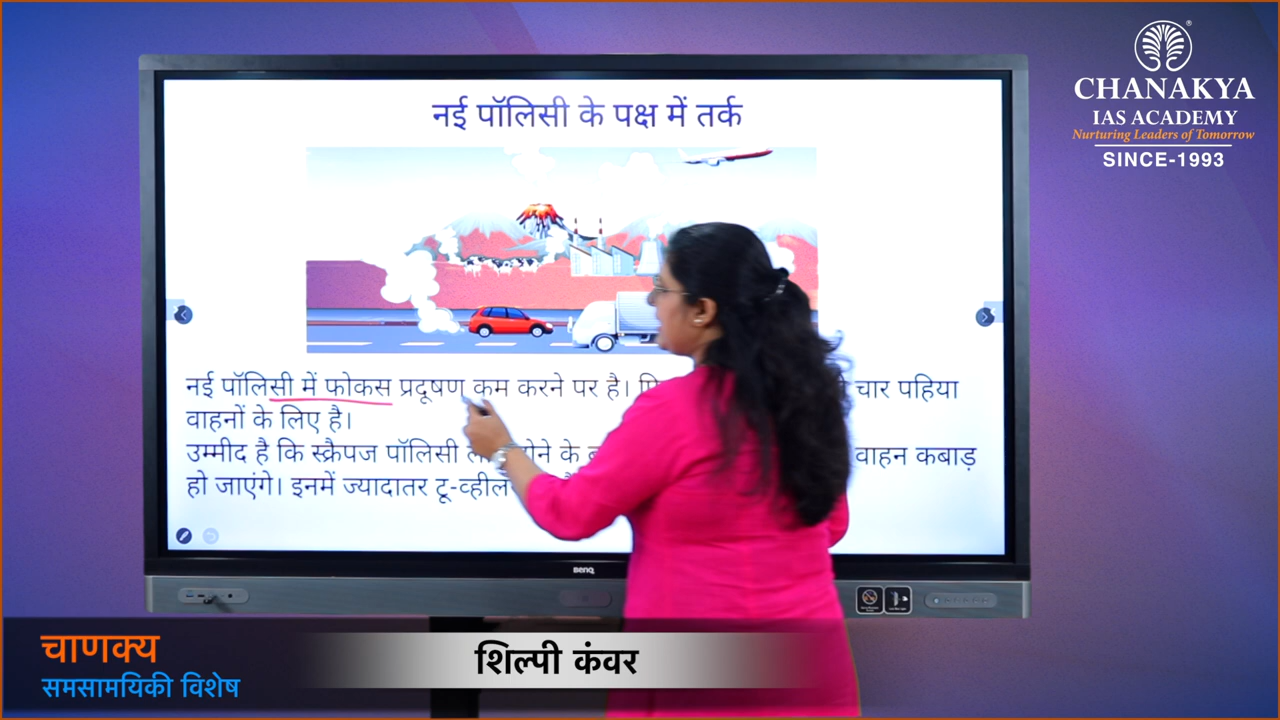 नई पॉलिसी के पक्ष में तर्क
नई पॉलिसी में फोकस प्रदूषण कम करने पर है। चार पहिया
वाहनों के लिए है।
उम्मीद है कि स्क्रैपज पॉलिसी के वाहन कबाड़
हो जाएंगे। इनमें ज्यादातर टू-व्हील
BENQ
CHANAKYA
IAS ACADEMY
Nurturing Leaders of Tomorrow
SINCE-1993
चाणक्य
समसामयिकी विशेष
शिल्पी कंवर